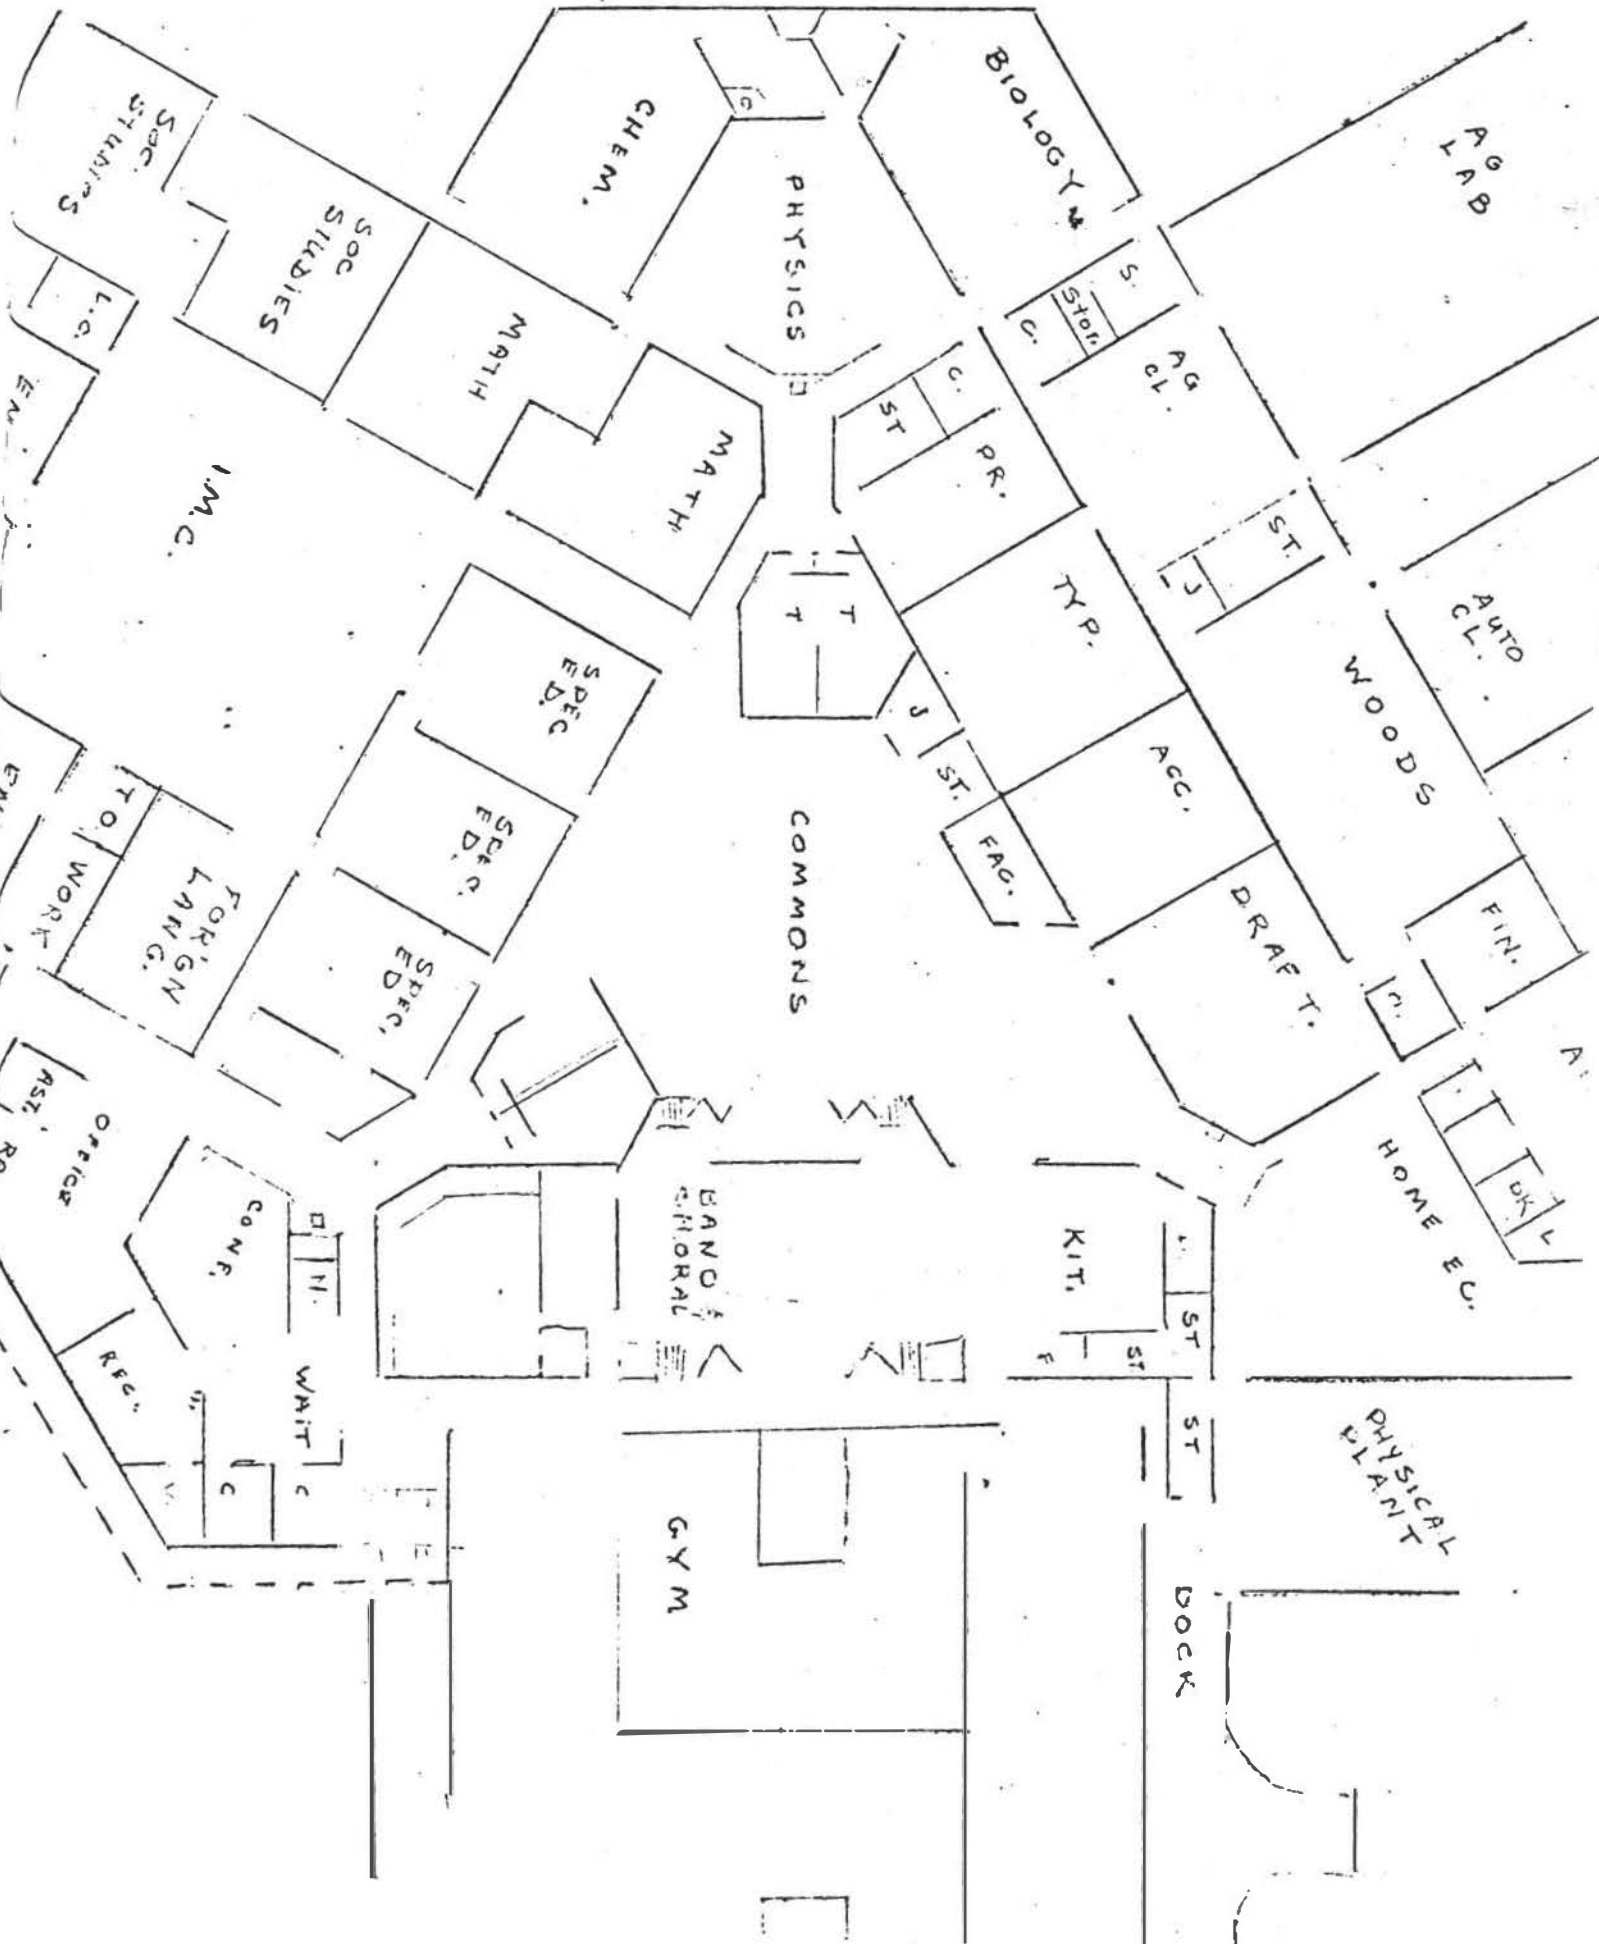 BIOLOGY
AG
LAB
CHEM.
C
PHYSICS
SOC.
STUDIES
SOC
STUDIES
L.C.
MATH
MATH
S.
Stor.
C.
AG
CL.
C.
ST
PR.
ST.
J
AUTO
CL.
I.M.C.
TYP.
T
T
WOODS
SPEC
ED.
J
ST.
ACC.
SPEC.
ED.
COMMONS
FAC.
TO
WORK
FOR'GN
LANG.
DRAFT.
FIN.
SPEC.
ED
AST.
OFFICE
CONF.
BAND &
CHORAL
KIT.
HOME EC.
DK
L
ST
ST
F
REC.
WAIT
ST
C
C
GYM
PHYSICAL
PLANT
DOCK